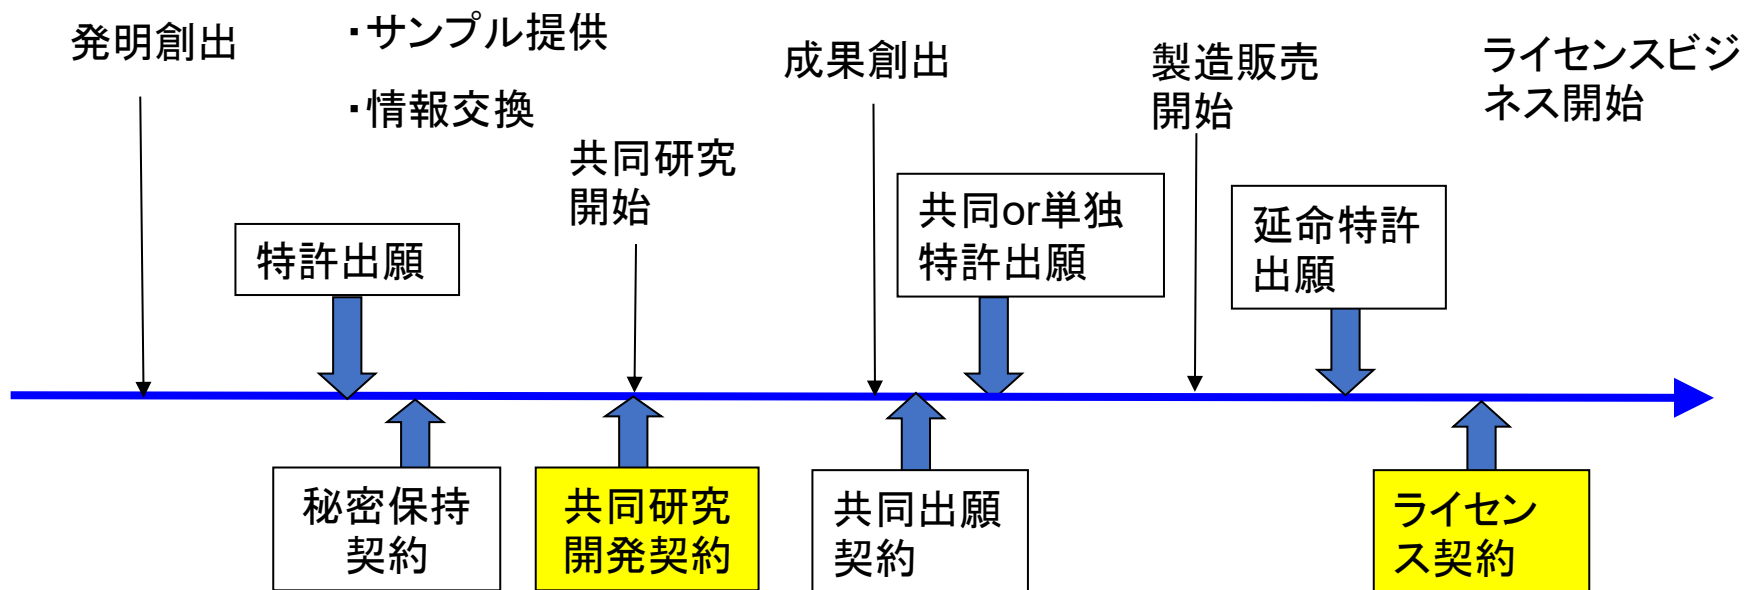 発明創出
・サンプル提供
・情報交換
共同研究
開始
成果創出
製造販売
開始
ライセンスビジ
ネス開始
特許出願
共同or単独
特許出願
延命特許
出願
秘密保持
契約
共同研究
開発契約
共同出願
契約
ライセン
ス契約